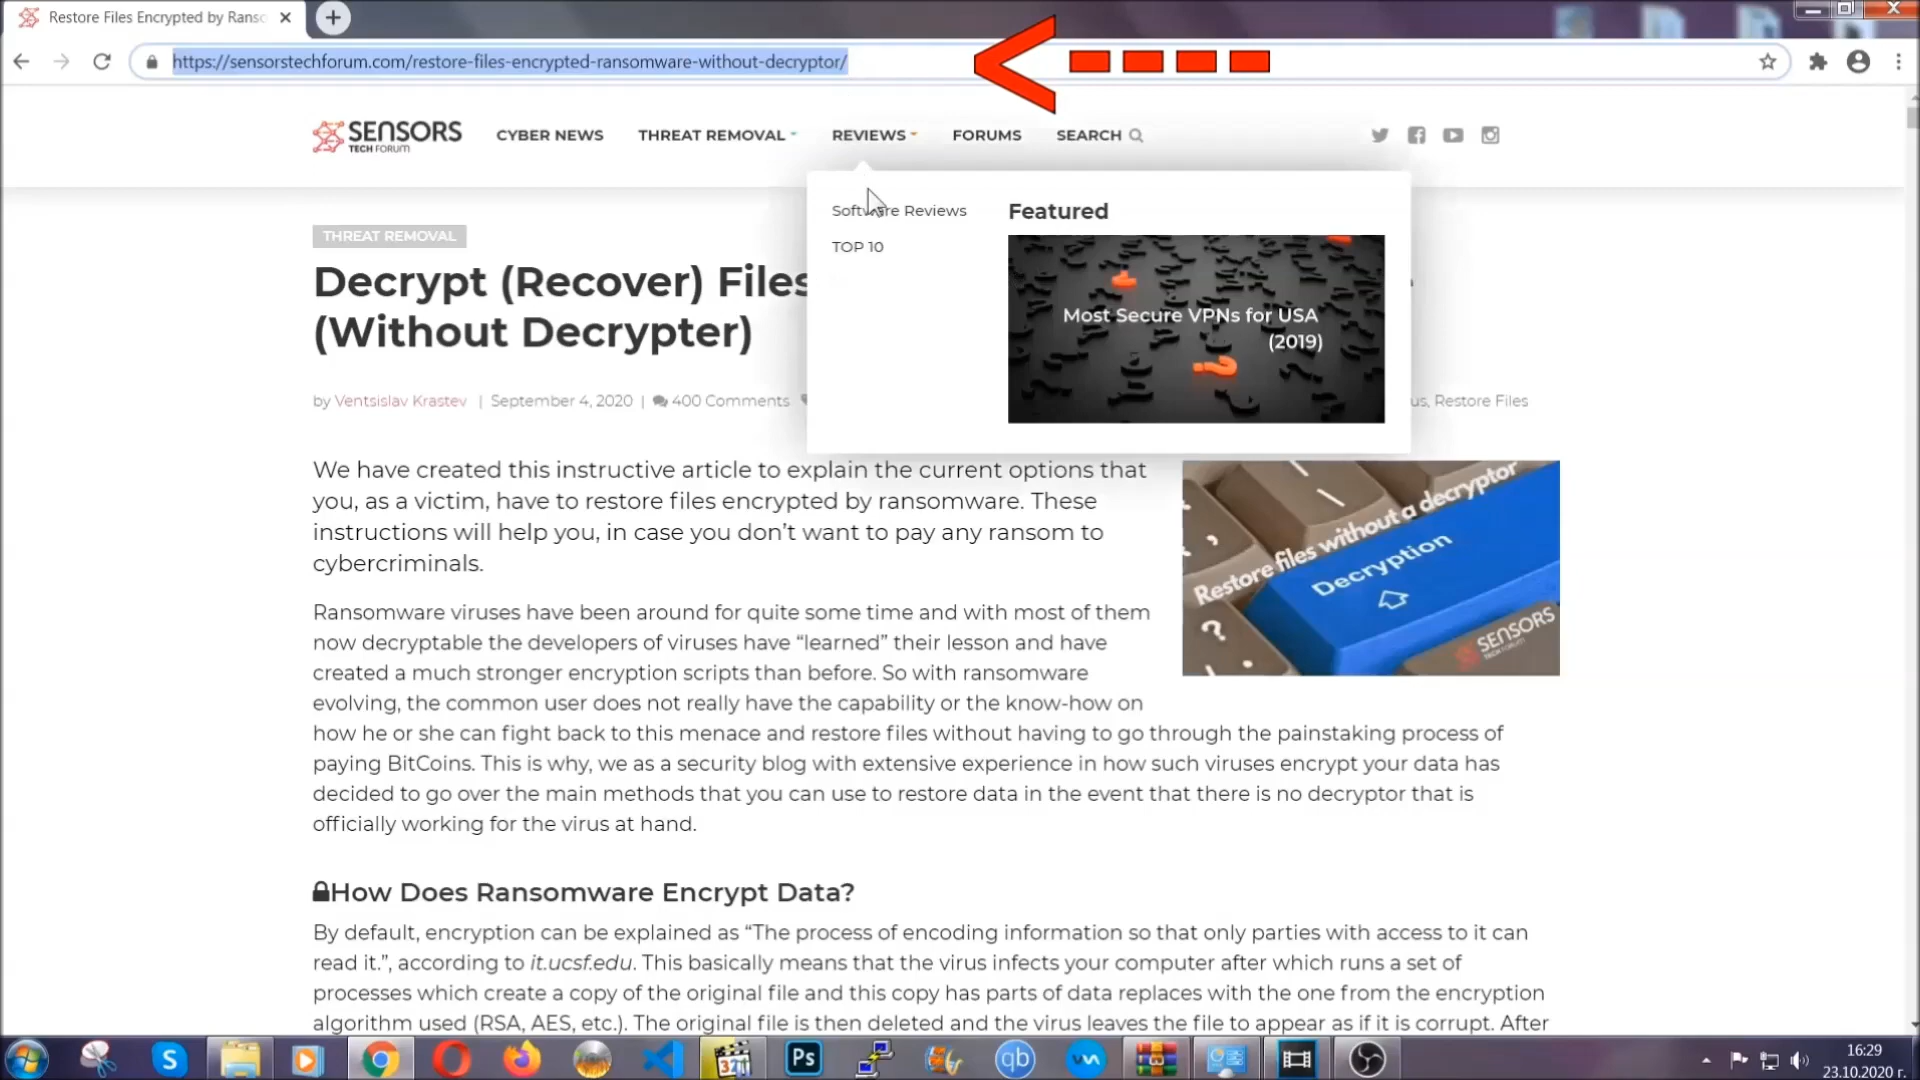 Restore Files Encrypted by Ranso
https://sensorstechforum.com/restore-files-encrypted-ransomware-without-decryptor/
SENSORS
TECH FORUM
CYBER NEWS
THREAT REMOVAL
REVIEWS
FORUMS
SEARCH
Software Reviews
TOP 10
Featured
Most Secure VPNs for USA
(2019)
THREAT REMOVAL
Decrypt (Recover) Files
(Without Decrypter)
by Ventsislav Krastev | September 4, 2020 | 400 Comments
us, Restore Files
We have created this instructive article to explain the current options that
you, as a victim, have to restore files encrypted by ransomware. These
instructions will help you, in case you don’t want to pay any ransom to
cybercriminals.
Restore files without a decryptor
Decryption
SENSORS
Ransomware viruses have been around for quite some time and with most of them
now decryptable the developers of viruses have “learned” their lesson and have
created a much stronger encryption scripts than before. So with ransomware
evolving, the common user does not really have the capability or the know-how on
how he or she can fight back to this menace and restore files without having to go through the painstaking process of
paying BitCoins. This is why, we as a security blog with extensive experience in how such viruses encrypt your data has
decided to go over the main methods that you can use to restore data in the event that there is no decryptor that is
officially working for the virus at hand.
How Does Ransomware Encrypt Data?
By default, encryption can be explained as “The process of encoding information so that only parties with access to it can
read it.”, according to it.ucsf.edu. This basically means that the virus infects your computer after which runs a set of
processes which create a copy of the original file and this copy has parts of data replaces with the one from the encryption
algorithm used (RSA, AES, etc.). The original file is then deleted and the virus leaves the file to appear as if it is corrupt. After
S
321
Ps
qb
16:29
23.10.2020 г.